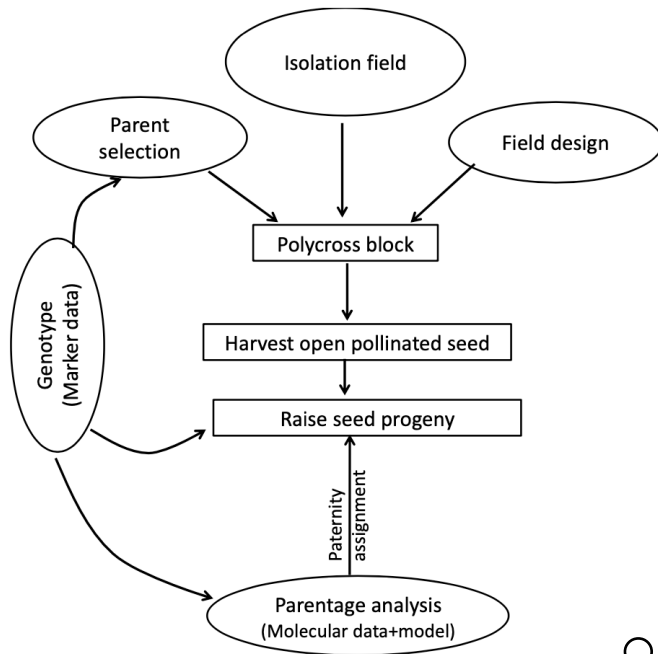 Isolation field
Parent
selection
Field design
Polycross block
Genotype
(Marker data)
Harvest open pollinated seed
Raise seed progeny
Paternity
assignment
Parentage analysis
(Molecular data+model)